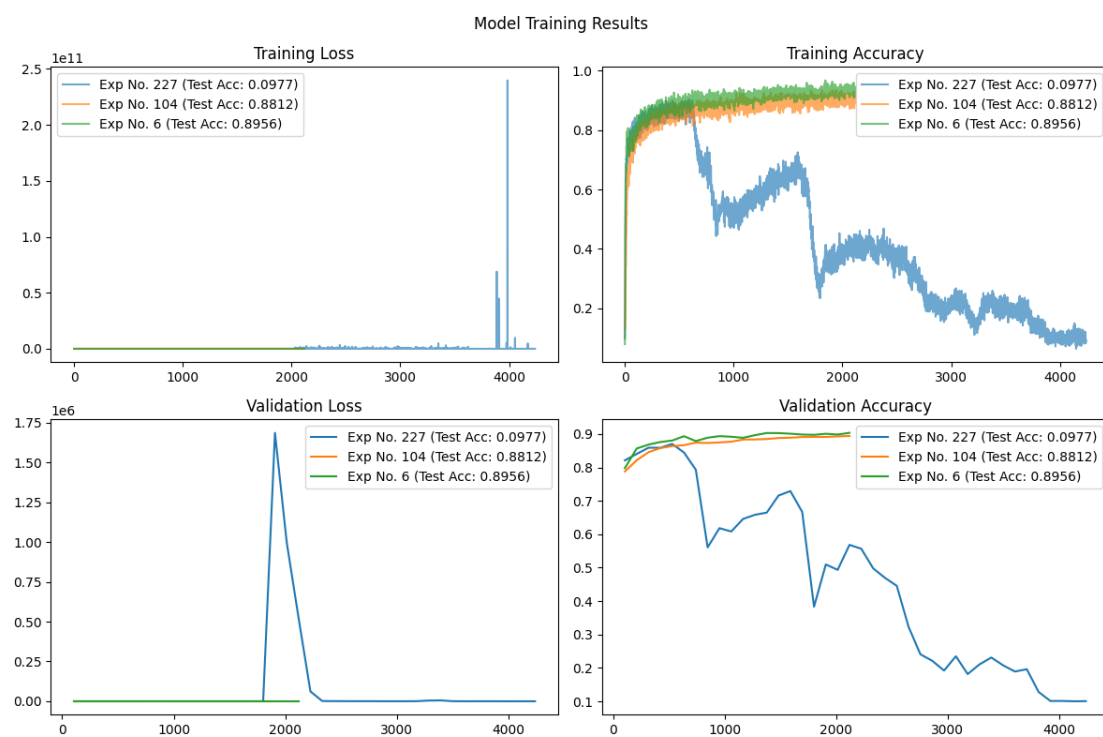 Model Training Results
Training Loss
1e11
2.5
2.0
1.5
1.0
0.5
0.0
Exp No. 227 (Test Acc: 0.0977)
Exp No. 104 (Test Acc: 0.8812)
Exp No. 6 (Test Acc: 0.8956)
0 1000 2000 3000 4000
Training Accuracy
1.0
0.8
0.6
0.4
0.2
Exp No. 227 (Test Acc: 0.0977)
Exp No. 104 (Test Acc: 0.8812)
Exp No. 6 (Test Acc: 0.8956)
0 1000 2000 3000 4000
Validation Loss
1e6
1.75
1.50
1.25
1.00
0.75
0.50
0.25
0.00
Exp No. 227 (Test Acc: 0.0977)
Exp No. 104 (Test Acc: 0.8812)
Exp No. 6 (Test Acc: 0.8956)
0 1000 2000 3000 4000
Validation Accuracy
0.9
0.8
0.7
0.6
0.5
0.4
0.3
0.2
0.1
Exp No. 227 (Test Acc: 0.0977)
Exp No. 104 (Test Acc: 0.8812)
Exp No. 6 (Test Acc: 0.8956)
0 1000 2000 3000 4000